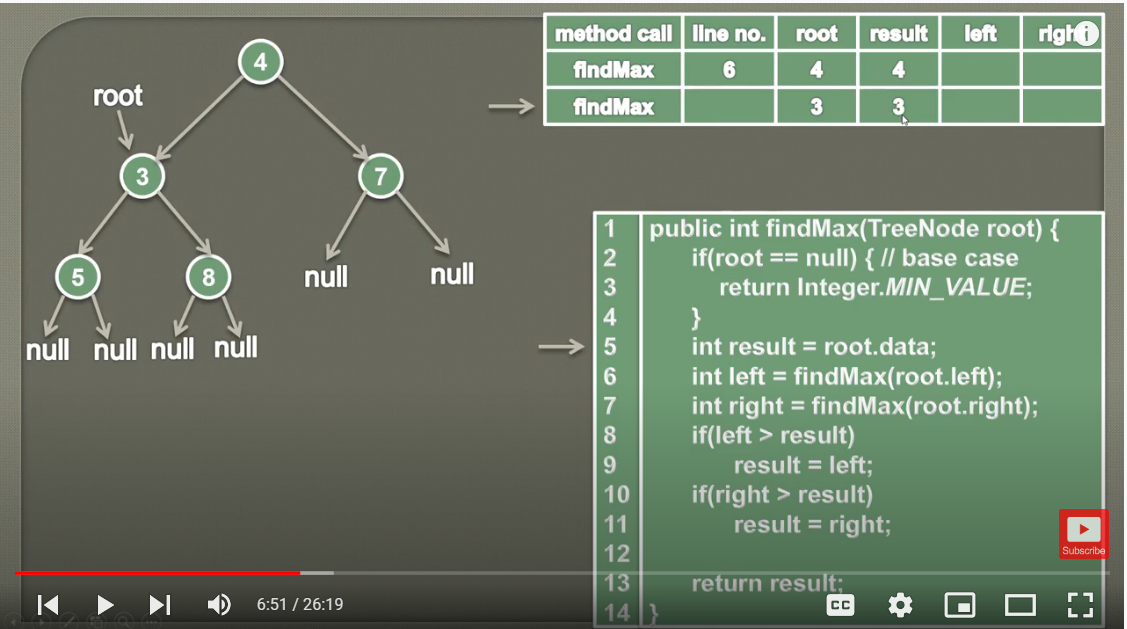 4
root
3
7
5
8
null
null
null
null
null
null
method call line no. root result left right
findMax 6 4 4
findMax 3 3
1 public int findMax(TreeNode root) {
2 if(root == null) { // base case
3 return Integer.MIN_VALUE;
4 }
5 int result = root.data;
6 int left = findMax(root.left);
7 int right = findMax(root.right);
8 if(left > result)
9 result = left;
10 if(right > result)
11 result = right;
12
13 return result;
14 }
Subscribe
6:51 / 26:19
CC